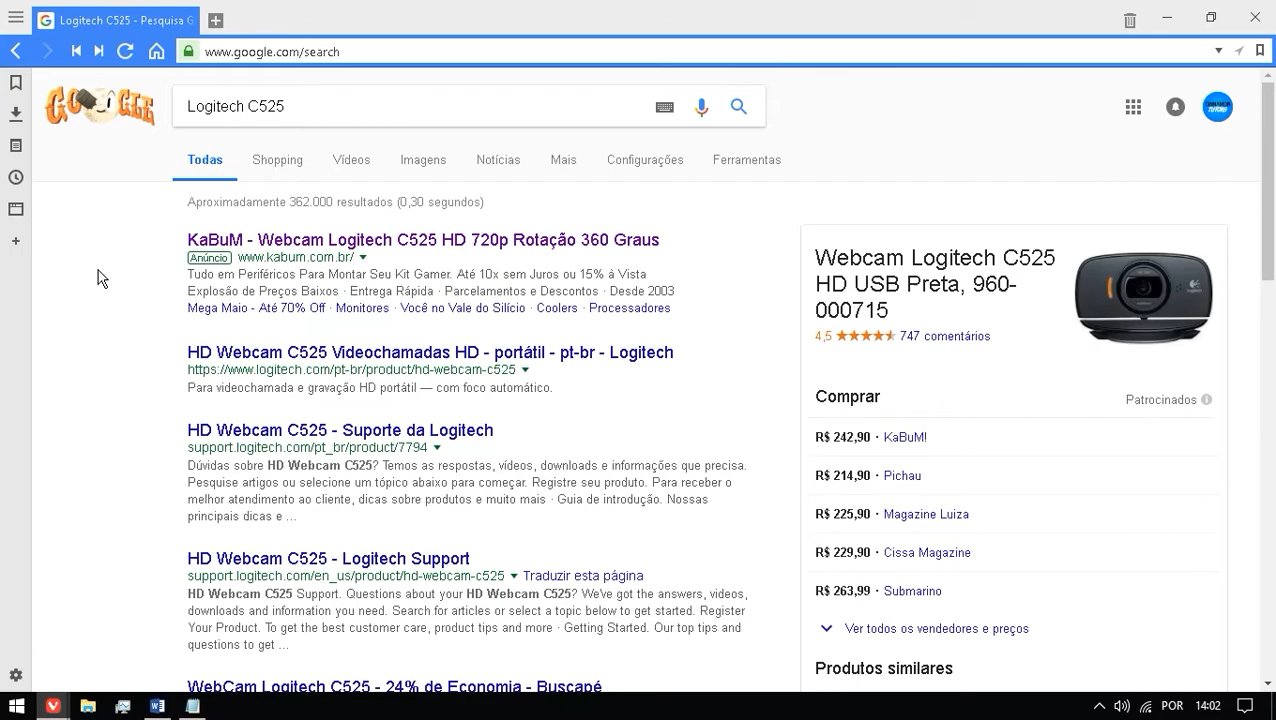 Logitech C525 - Pesquisa G
www.google.com/search
GOOGLE
Logitech C525
Todas Shopping Vídeos Imagens Notícias Mais Configurações Ferramentas
Aproximadamente 362.000 resultados (0,30 segundos)
KaBuM - Webcam Logitech C525 HD 720p Rotação 360 Graus
Anúncio www.kabum.com.br/
Tudo em Periféricos Para Montar Seu Kit Gamer. Até 10x sem Juros ou 15% à Vista
Explosão de Preços Baixos · Entrega Rápida · Parcelamentos e Descontos · Desde 2003
Mega Maio - Até 70% Off · Monitores · Você no Vale do Silício · Coolers · Processadores
HD Webcam C525 Videochamadas HD - portátil - pt-br - Logitech
https://www.logitech.com/pt-br/product/hd-webcam-c525
Para videochamada e gravação HD portátil — com foco automático.
HD Webcam C525 - Suporte da Logitech
support.logitech.com/pt_br/product/7794
Dúvidas sobre HD Webcam C525? Temos as respostas, vídeos, downloads e informações que precisa.
Pesquise artigos ou selecione um tópico abaixo para começar. Registre seu produto. Para receber o
melhor atendimento ao cliente, dicas sobre produtos e muito mais · Guia de introdução. Nossas
principais dicas e ...
HD Webcam C525 - Logitech Support
support.logitech.com/en_us/product/hd-webcam-c525 Traduzir esta página
HD Webcam C525 Support. Questions about your HD Webcam C525? We've got the answers, videos,
downloads and information you need. Search for articles or select a topic below to get started. Register
Your Product. To get the best customer care, product tips and more · Getting Started. Our top tips and
questions to get ...
WebCam Logitech C525 - 24% de Economia - Buscapé
Webcam Logitech C525
HD USB Preta, 960-
000715
4,5 747 comentários
Comprar Patrocinados
R$ 242,90 · KaBuM!
R$ 214,90 · Pichau
R$ 225,90 · Magazine Luiza
R$ 229,90 · Cissa Magazine
R$ 263,99 · Submarino
Ver todos os vendedores e preços
Produtos similares
POR 14:02